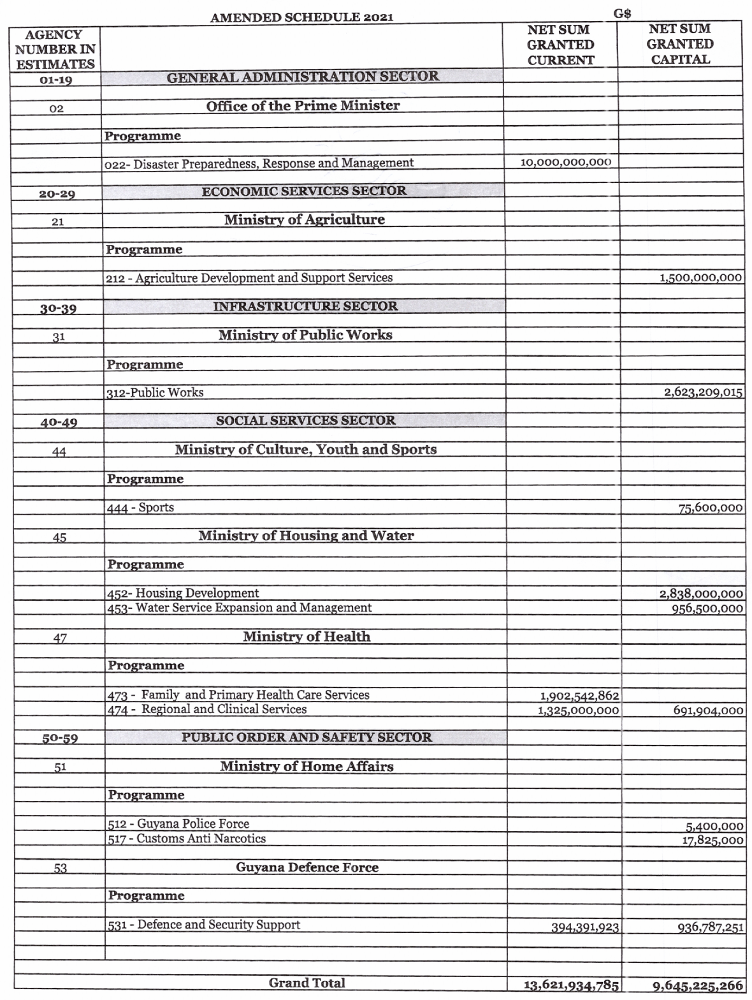 AMENDED SCHEDULE 2021 G$
AGENCY NUMBER IN ESTIMATES NET SUM GRANTED CURRENT NET SUM GRANTED CAPITAL
01-19 GENERAL ADMINISTRATION SECTOR
02 Office of the Prime Minister
Programme
022- Disaster Preparedness, Response and Management 10,000,000,000
20-29 ECONOMIC SERVICES SECTOR
21 Ministry of Agriculture
Programme
212 - Agriculture Development and Support Services 1,500,000,000
30-39 INFRASTRUCTURE SECTOR
31 Ministry of Public Works
Programme
312-Public Works 2,623,209,015
40-49 SOCIAL SERVICES SECTOR
44 Ministry of Culture, Youth and Sports
Programme
444 - Sports 75,600,000
45 Ministry of Housing and Water
Programme
452- Housing Development 2,838,000,000
453- Water Service Expansion and Management 956,500,000
47 Ministry of Health
Programme
473 - Family and Primary Health Care Services 1,902,542,862
474 - Regional and Clinical Services 1,325,000,000 691,904,000
50-59 PUBLIC ORDER AND SAFETY SECTOR
51 Ministry of Home Affairs
Programme
512 - Guyana Police Force 5,400,000
517 - Customs Anti Narcotics 17,825,000
53 Guyana Defence Force
Programme
531 - Defence and Security Support 394,391,923 936,787,251
Grand Total 13,621,934,785 9,645,225,266